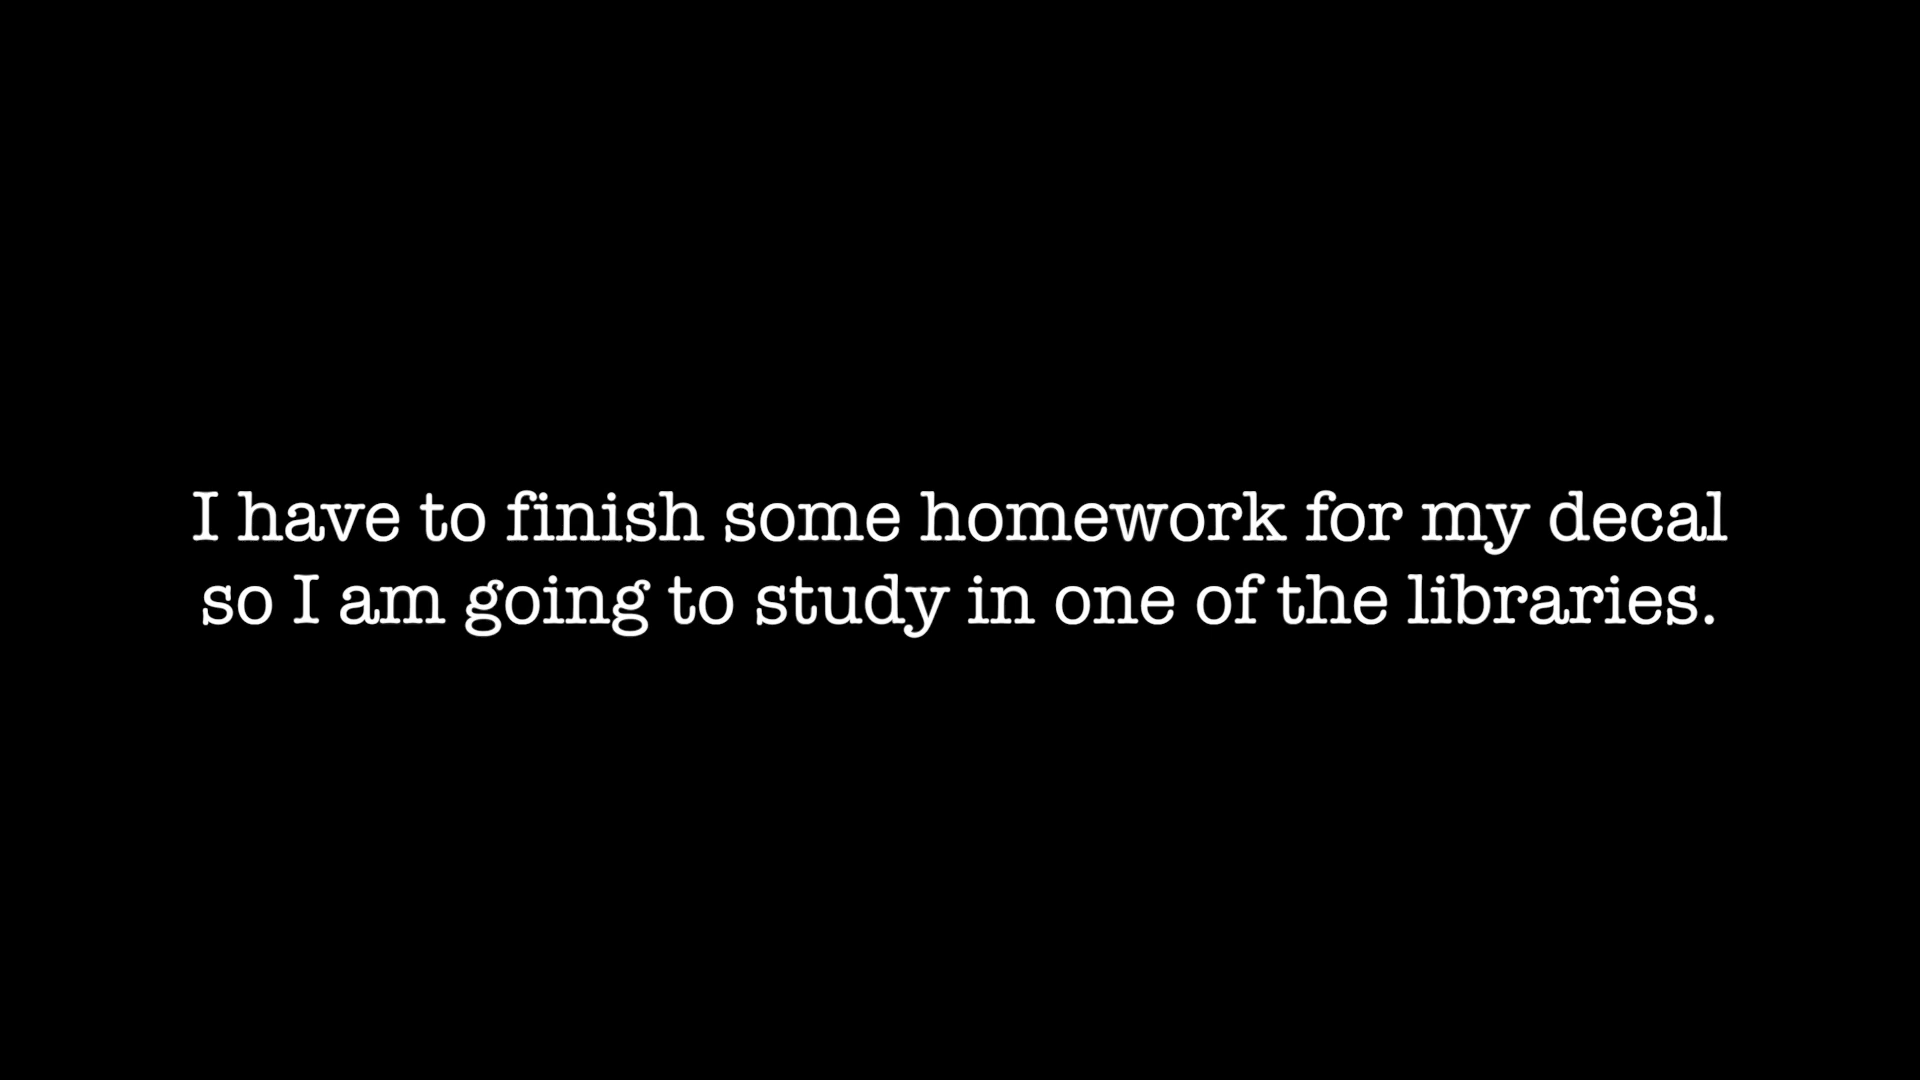 I have to finish some homework for my decal
so I am going to study in one of the libraries.